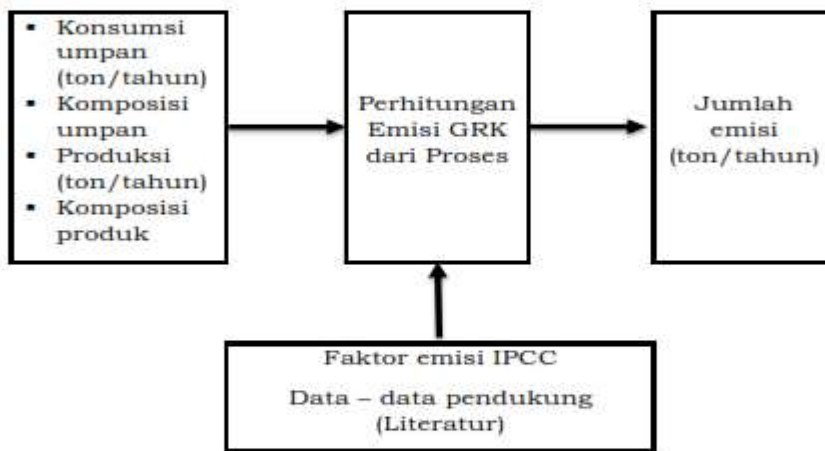 ▪ Konsumsi
umpan
(ton/tahun)
▪ Komposisi
umpan
▪ Produksi
(ton/tahun)
▪ Komposisi
produk
Perhitungan
Emisi GRK
dari Proses
Jumlah
emisi
(ton/tahun)
Faktor emisi IPCC
Data – data pendukung
(Literatur)